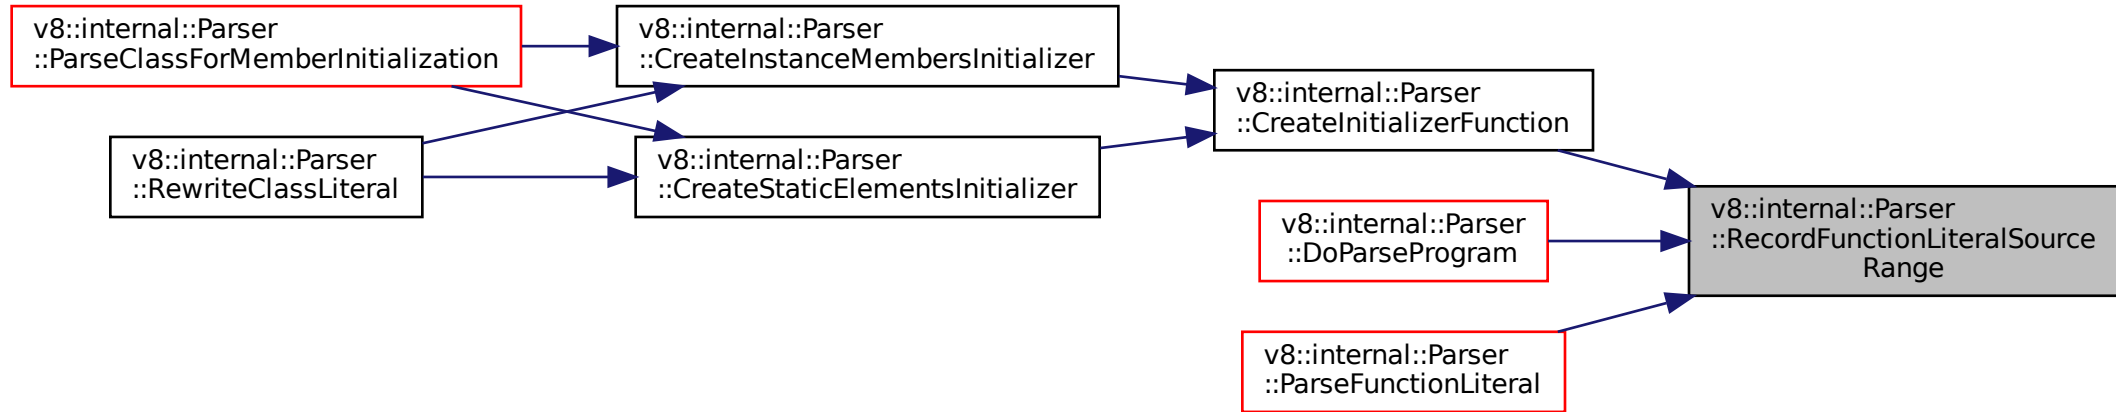 v8::internal::Parser
::ParseClassForMemberInitialization
v8::internal::Parser
::CreateInstanceMembersInitializer
v8::internal::Parser
::CreateInitializerFunction
v8::internal::Parser
::RewriteClassLiteral
v8::internal::Parser
::CreateStaticElementsInitializer
v8::internal::Parser
::RecordFunctionLiteralSource
Range
v8::internal::Parser
::DoParseProgram
v8::internal::Parser
::ParseFunctionLiteral